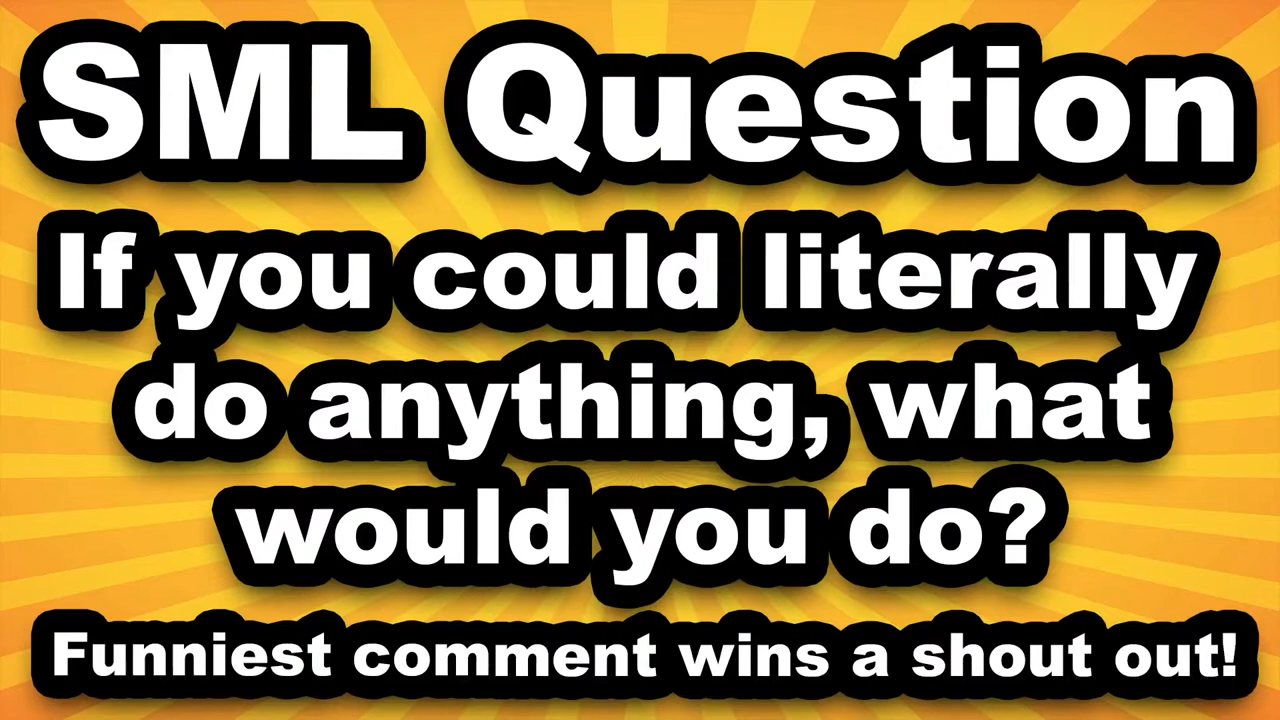 SML Question
If you could literally
do anything, what
would you do?
Funniest comment wins a shout out!